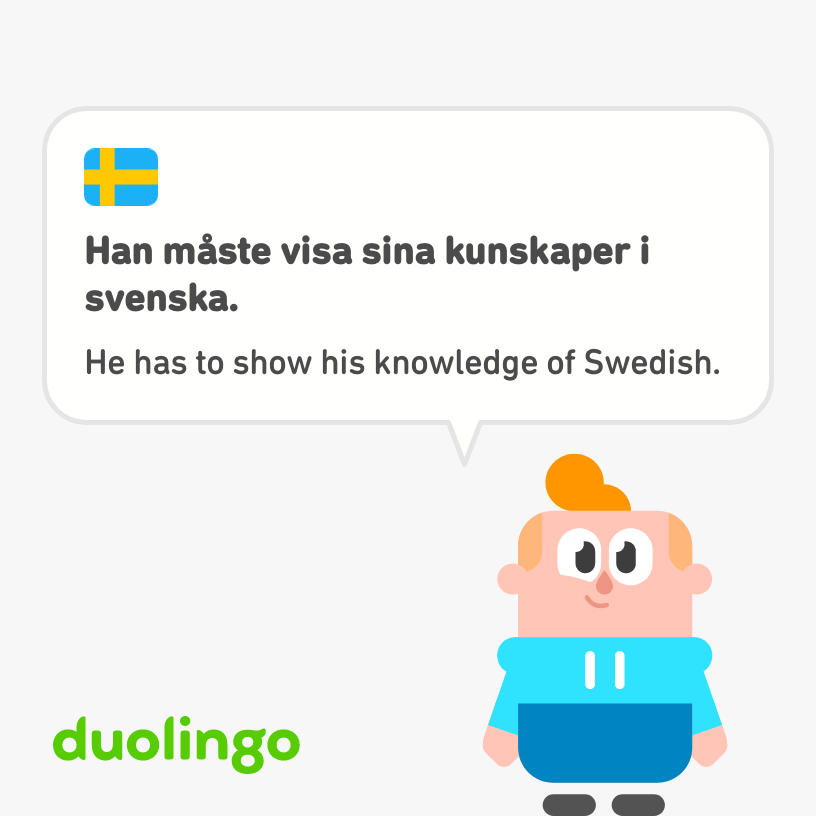 Han måste visa sina kunskaper i
svenska.
He has to show his knowledge of Swedish.
duolingo